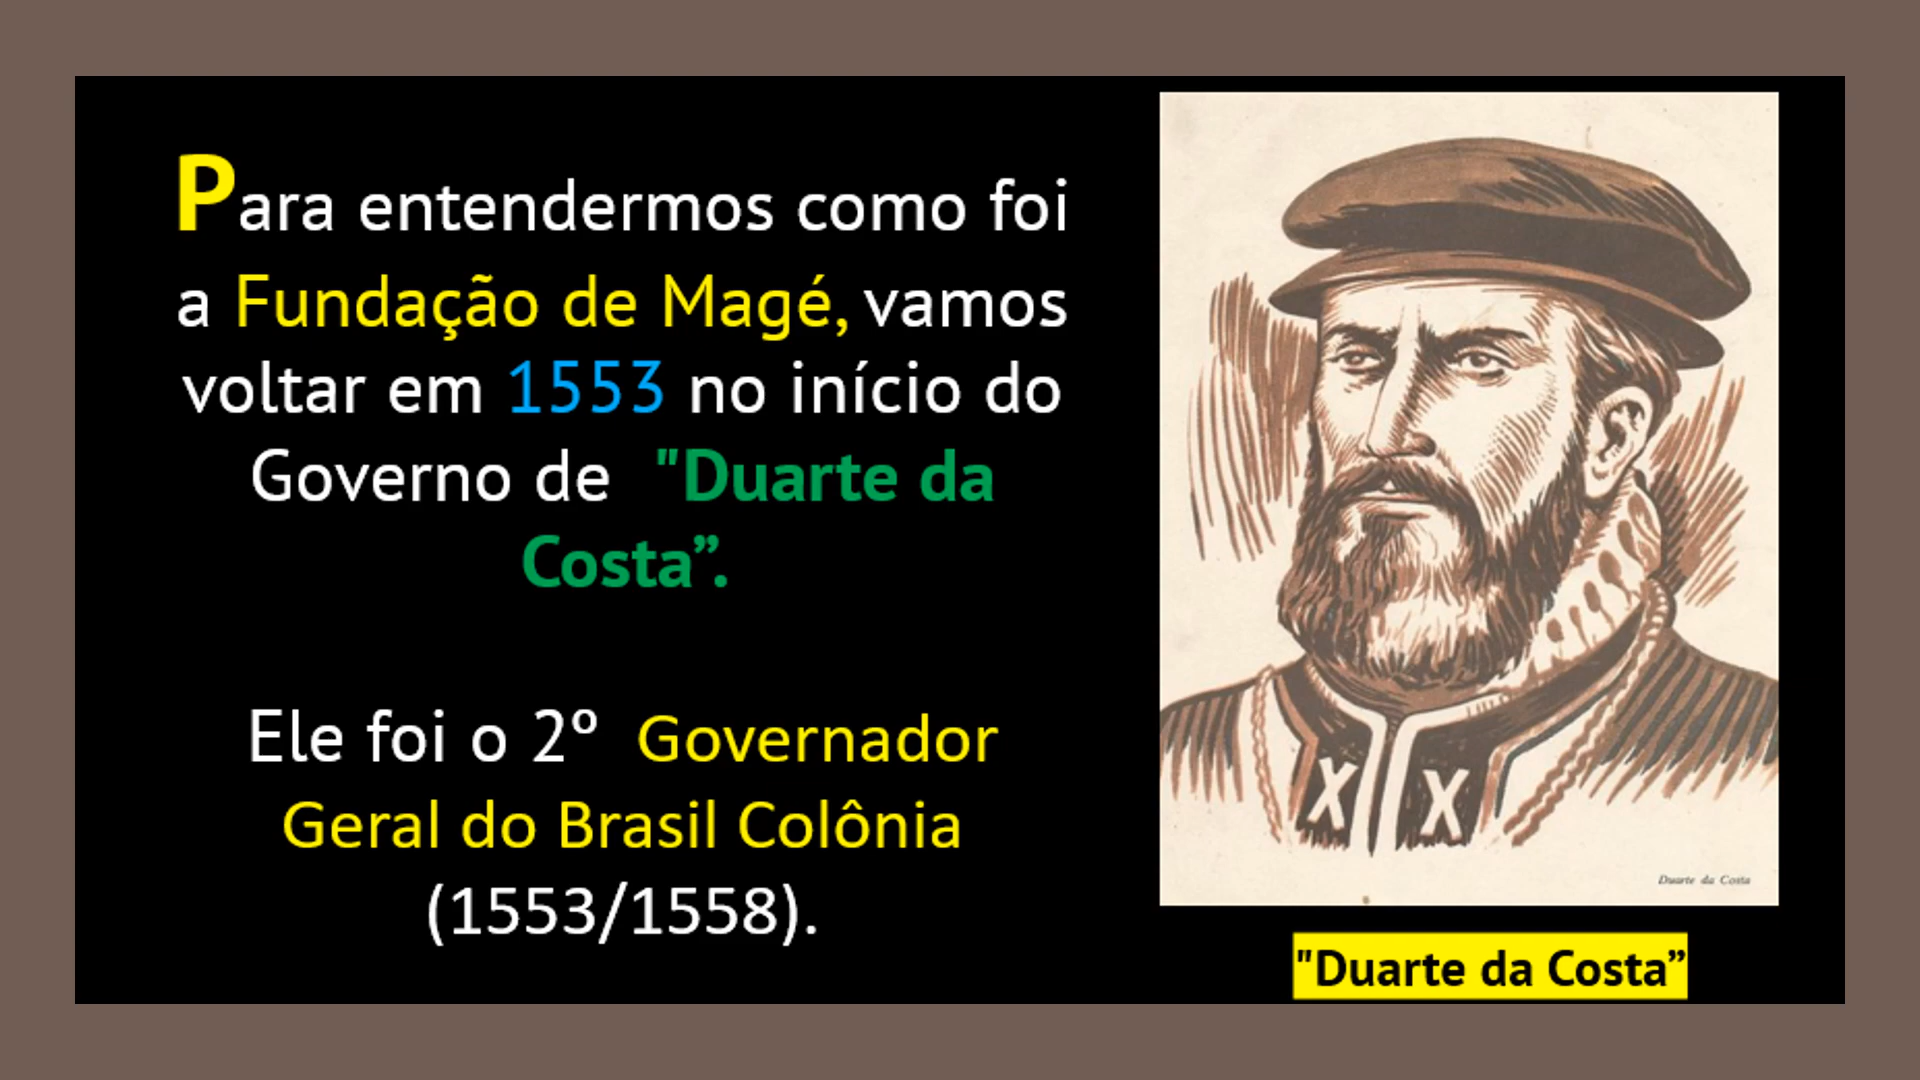 Para entendermos como foi
a Fundação de Magé, vamos
voltar em 1553 no início do
Governo de "Duarte da
Costa”.
Ele foi o 2º Governador
Geral do Brasil Colônia
(1553/1558).
X X
Duarte da Costa
"Duarte da Costa”